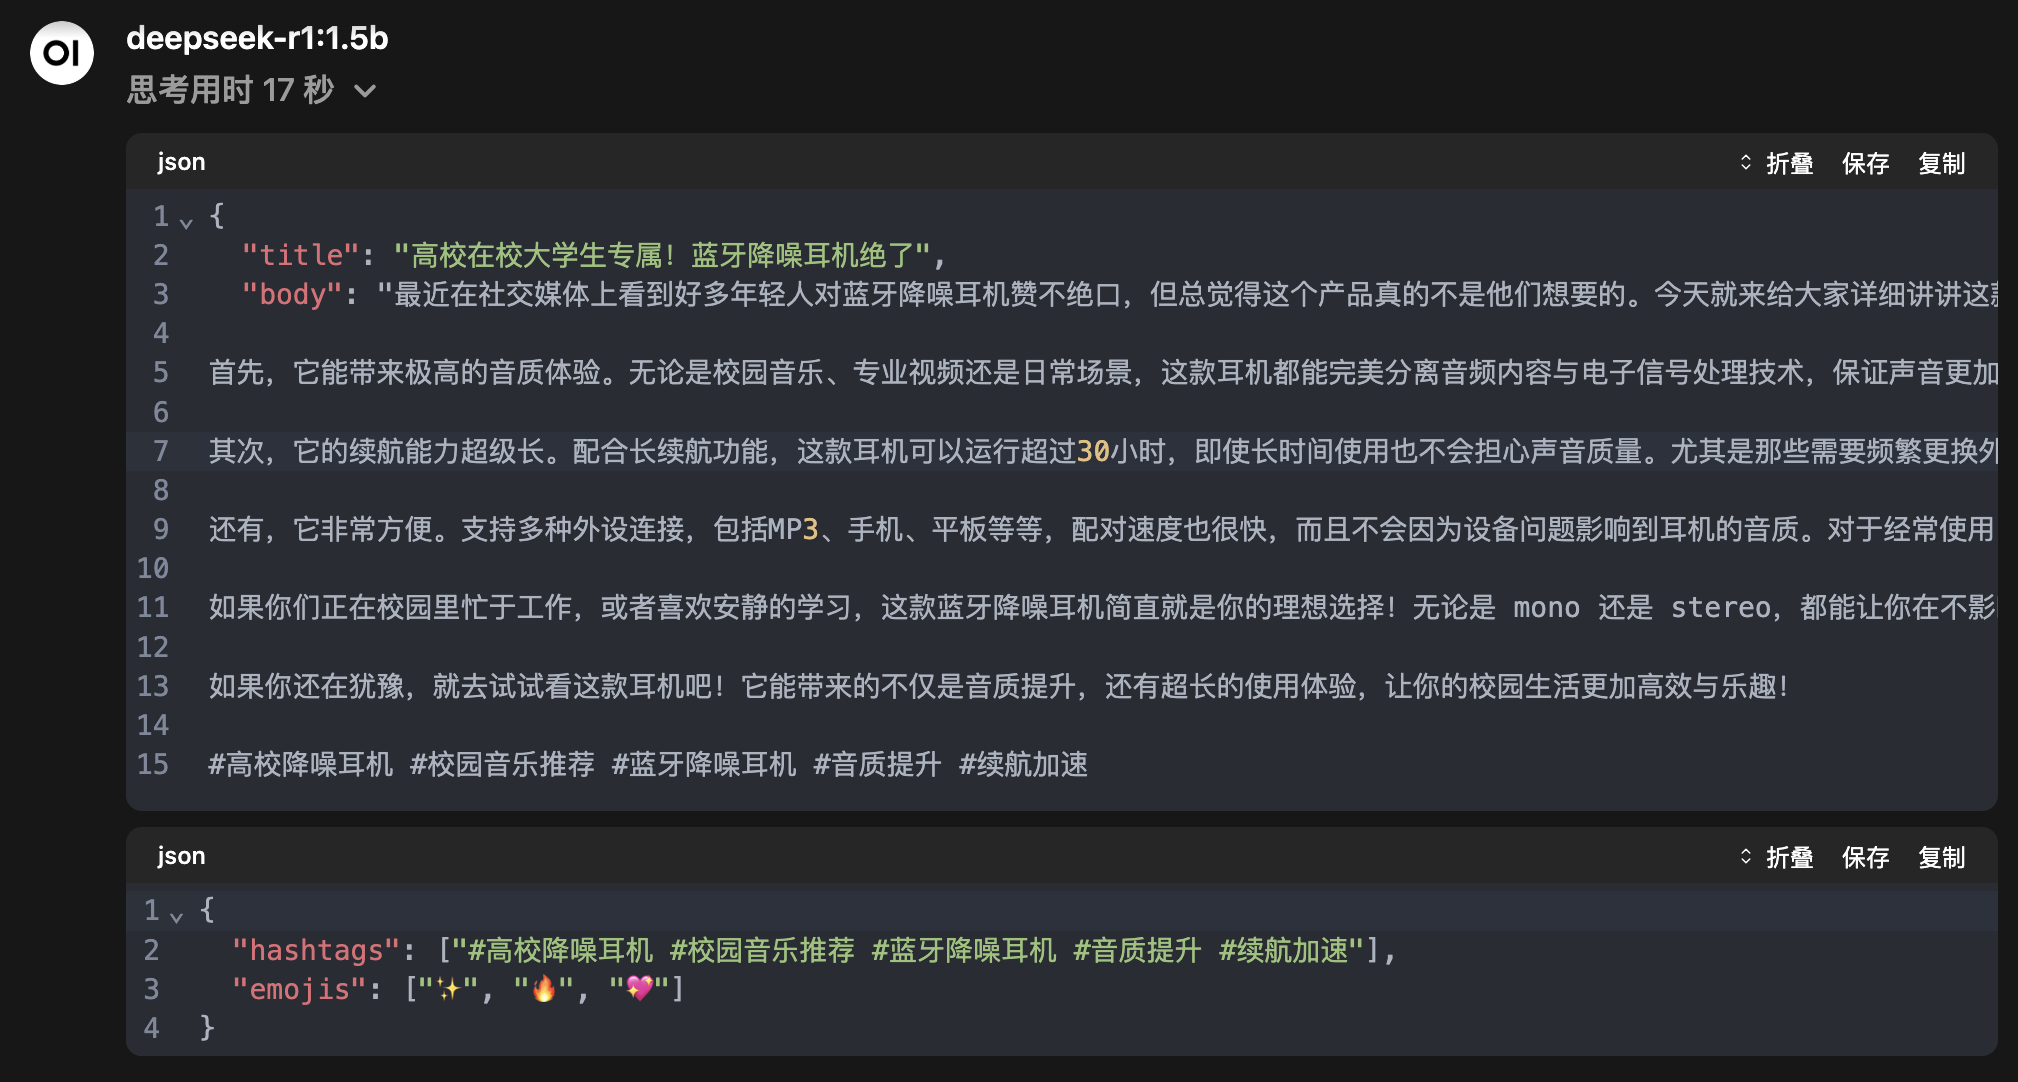 OI
deepseek-r1:1.5b
思考用时 17 秒
json
折叠 保存 复制
1 {
2 "title": "高校在校大学生专属！蓝牙降噪耳机绝了",
3 "body": "最近在社交媒体上看到好多年轻人对蓝牙降噪耳机赞不绝口，但总觉得这个产品真的不是他们想要的。今天就来给大家详细讲讲这
4
5 首先，它能带来极高的音质体验。无论是校园音乐、专业视频还是日常场景，这款耳机都能完美分离音频内容与电子信号处理技术，保证声音更加
6
7 其次，它的续航能力超级长。配合长续航功能，这款耳机可以运行超过30小时，即使长时间使用也不会担心声音质量。尤其是那些需要频繁更换外
8
9 还有，它非常方便。支持多种外设连接，包括MP3、手机、平板等等，配对速度也很快，而且不会因为设备问题影响到耳机的音质。对于经常使用
10
11 如果你们正在校园里忙于工作，或者喜欢安静的学习，这款蓝牙降噪耳机简直就是你的理想选择！无论是 mono 还是 stereo，都能让你在不影
12
13 如果你还在犹豫，就去试试看这款耳机吧！它能带来的不仅是音质提升，还有超长的使用体验，让你的校园生活更加高效与乐趣！
14
15 #高校降噪耳机 #校园音乐推荐 #蓝牙降噪耳机 #音质提升 #续航加速
json
折叠 保存 复制
1 {
2 "hashtags": ["#高校降噪耳机 #校园音乐推荐 #蓝牙降噪耳机 #音质提升 #续航加速"],
3 "emojis": ["✨", "🔥", "💖"]
4 }